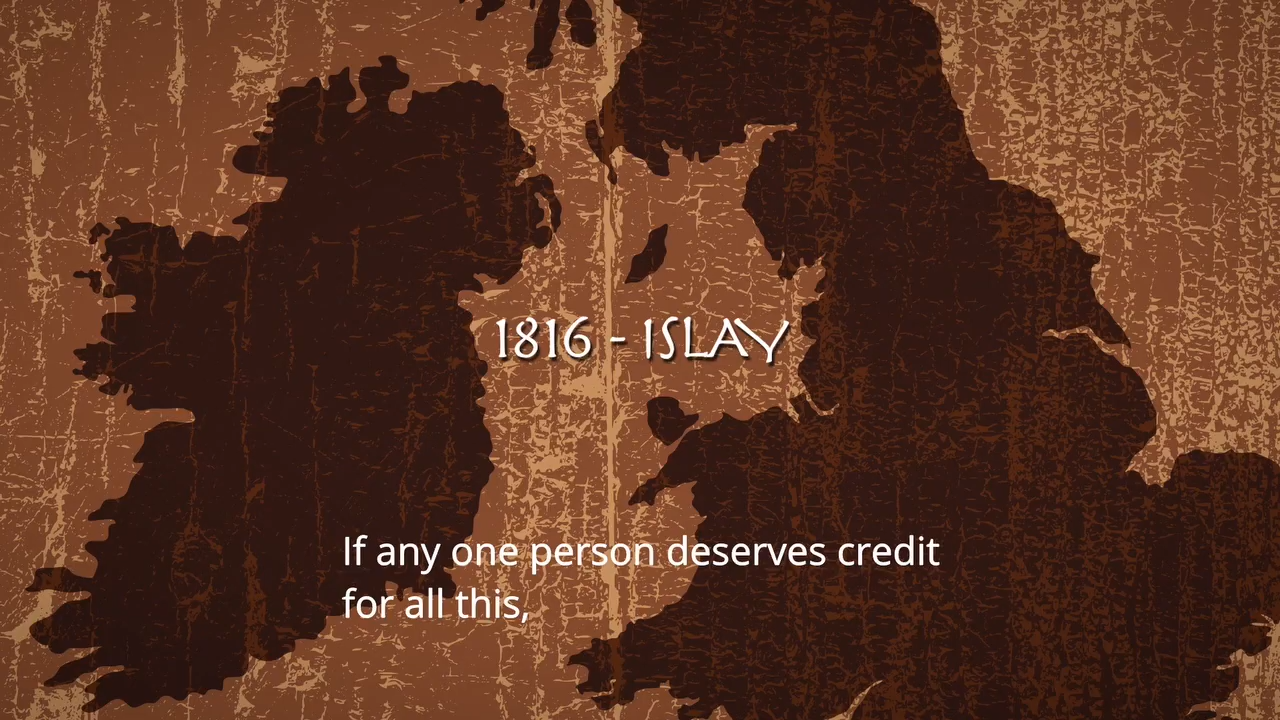 1816 - ISLAY
If any one person deserves credit
for all this,